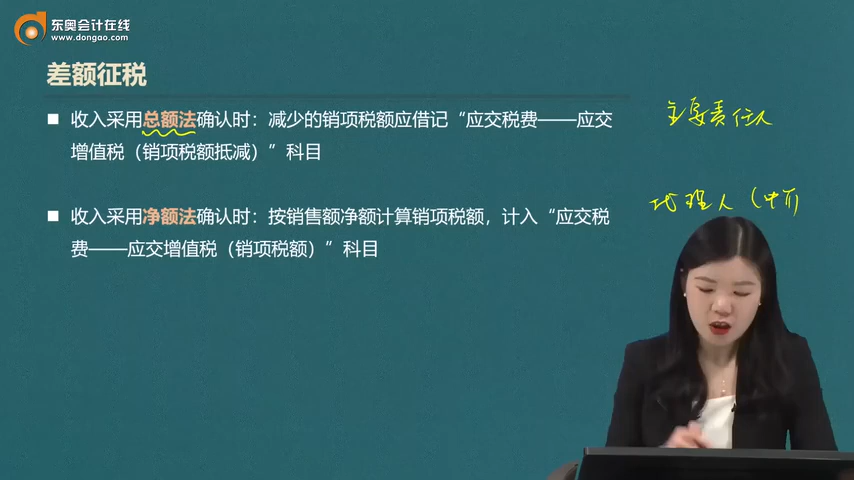 东奥会计在线
www.dongao.com
差额征税
收入采用总额法确认时：减少的销项税额应借记“应交税费——应交
增值税（销项税额抵减）”科目
主要责任人
收入采用净额法确认时：按销售额净额计算销项税额，计入“应交税
费——应交增值税（销项税额）”科目
代理人（中介）